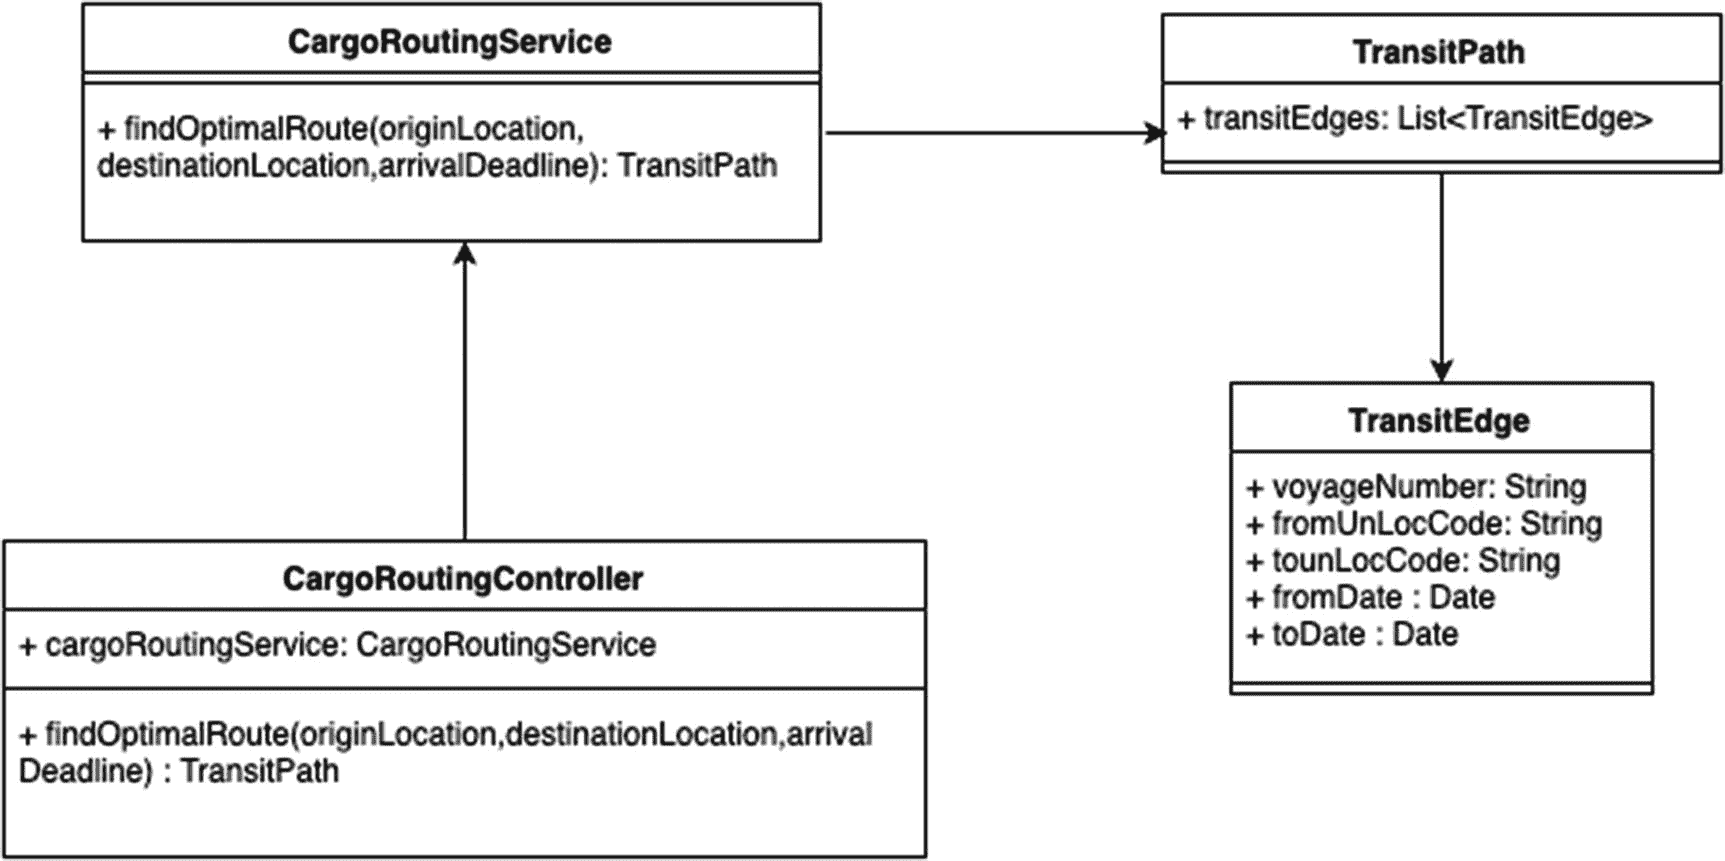 CargoRoutingService
+ findOptimalRoute(originLocation,
destinationLocation,arrivalDeadline): TransitPath
TransitPath
+ transitEdges: List<TransitEdge>
TransitEdge
+ voyageNumber: String
+ fromUnLocCode: String
+ tounLocCode: String
+ fromDate : Date
+ toDate : Date
CargoRoutingController
+ cargoRoutingService: CargoRoutingService
+ findOptimalRoute(originLocation,destinationLocation,arrival
Deadline) : TransitPath